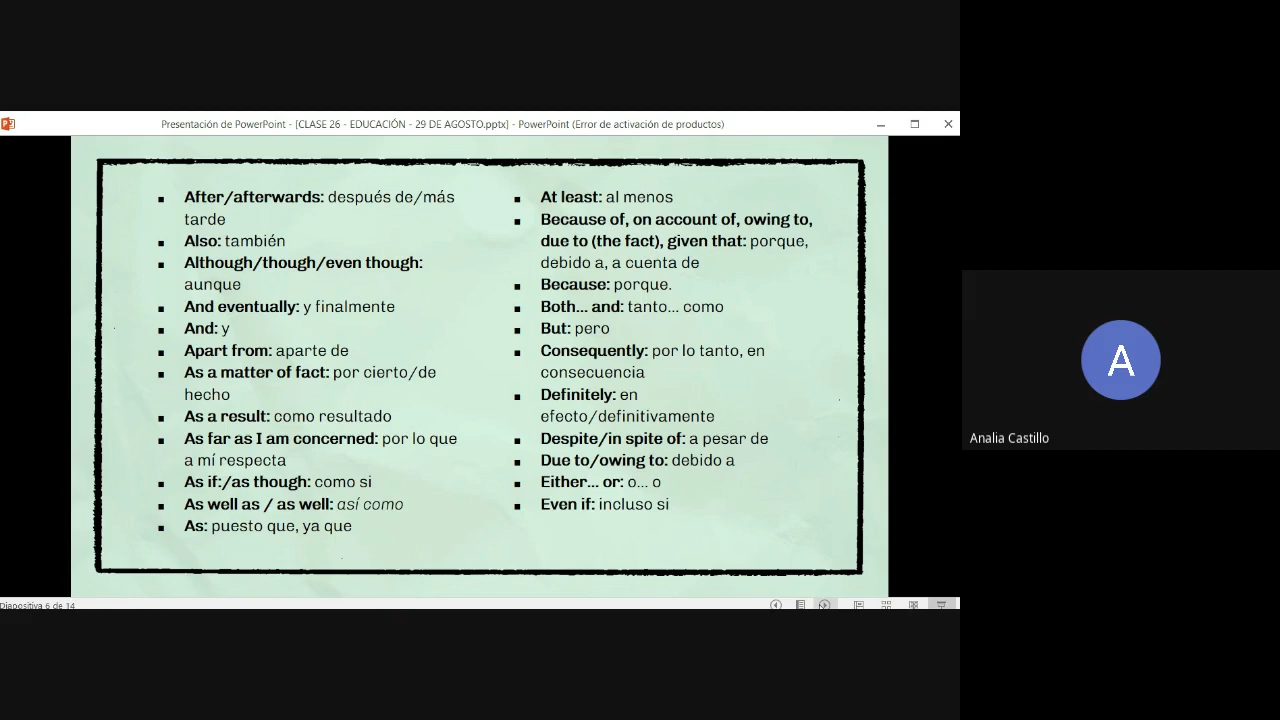 Presentación de PowerPoint - [CLASE 26 - EDUCACIÓN - 29 DE AGOSTO.pptx] - PowerPoint (Error de activación de productos)
▪ After/afterwards: después de/más
tarde
▪ Also: también
▪ Although/though/even though:
aunque
▪ And eventually: y finalmente
▪ And: y
▪ Apart from: aparte de
▪ As a matter of fact: por cierto/de
hecho
▪ As a result: como resultado
▪ As far as I am concerned: por lo que
a mí respecta
▪ As if:/as though: como si
▪ As well as / as well: así como
▪ As: puesto que, ya que
▪ At least: al menos
▪ Because of, on account of, owing to,
due to (the fact), given that: porque,
debido a, a cuenta de
▪ Because: porque.
▪ Both... and: tanto... como
▪ But: pero
▪ Consequently: por lo tanto, en
consecuencia
▪ Definitely: en
efecto/definitivamente
▪ Despite/in spite of: a pesar de
▪ Due to/owing to: debido a
▪ Either... or: o... o
▪ Even if: incluso si
Diapositiva 6 de 14
A
Analia Castillo